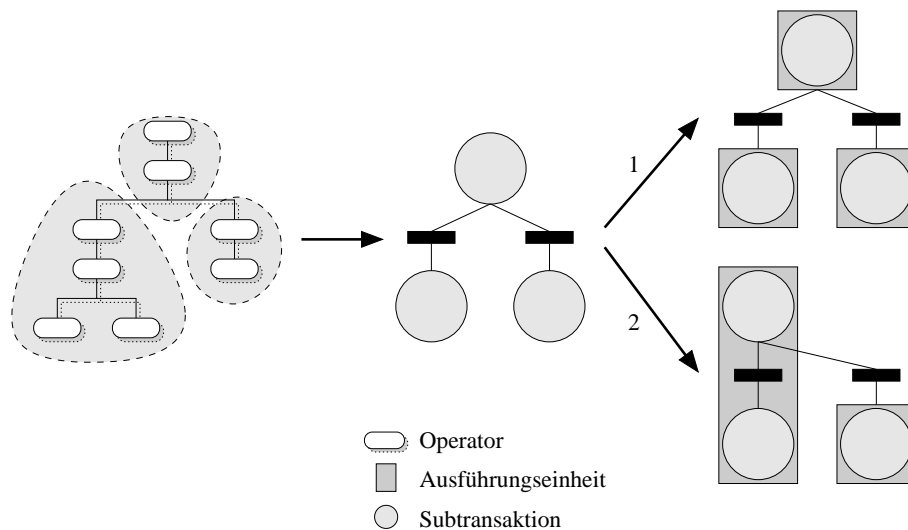 1
2
Operator
Ausführungseinheit
Subtransaktion